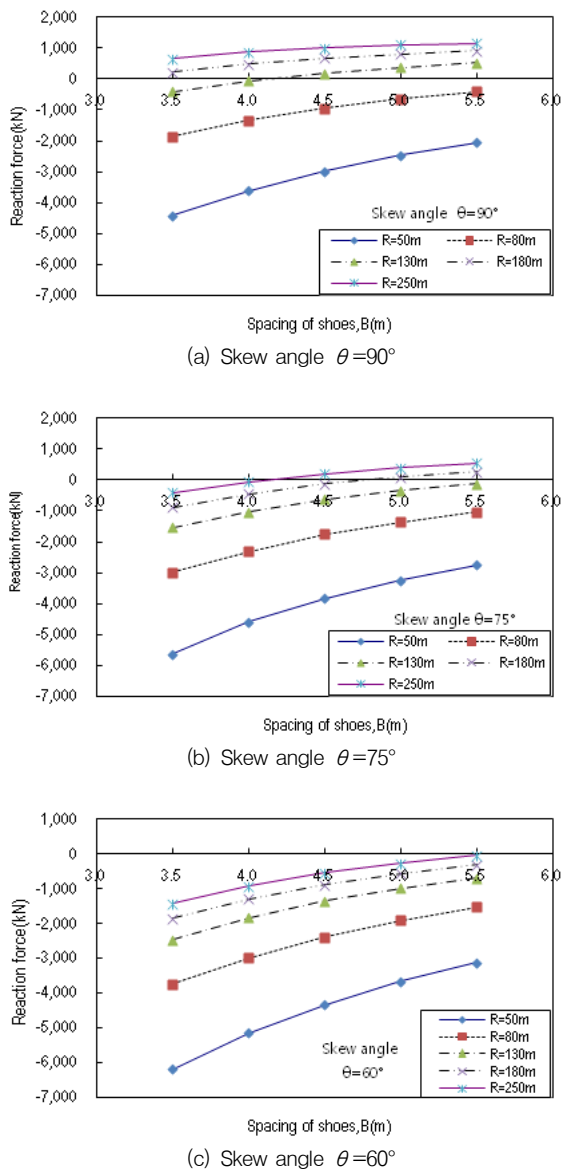 2,000
1,000
0
-1,000
-2,000
-3,000
-4,000
-5,000
-6,000
-7,000
3.0 3.5 4.0 4.5 5.0 5.5 6.0
Reaction force(kN)
Skew angle θ=90°
R=50m R=80m
R=130m R=180m
R=250m
Spacing of shoes,B(m)
(a) Skew angle θ=90°
2,000
1,000
0
-1,000
-2,000
-3,000
-4,000
-5,000
-6,000
-7,000
3.0 3.5 4.0 4.5 5.0 5.5 6.0
Reaction force(kN)
Skew angle θ=75°
R=50m R=80m
R=130m R=180m
R=250m
Spacing of shoes,B(m)
(b) Skew angle θ=75°
1,000
0
-1,000
-2,000
-3,000
-4,000
-5,000
-6,000
-7,000
3.0 3.5 4.0 4.5 5.0 5.5 6.0
Reaction force(kN)
Skew angle
θ=60°
R=50m
R=80m
R=130m
R=180m
R=250m
Spacing of shoes,B(m)
(c) Skew angle θ=60°